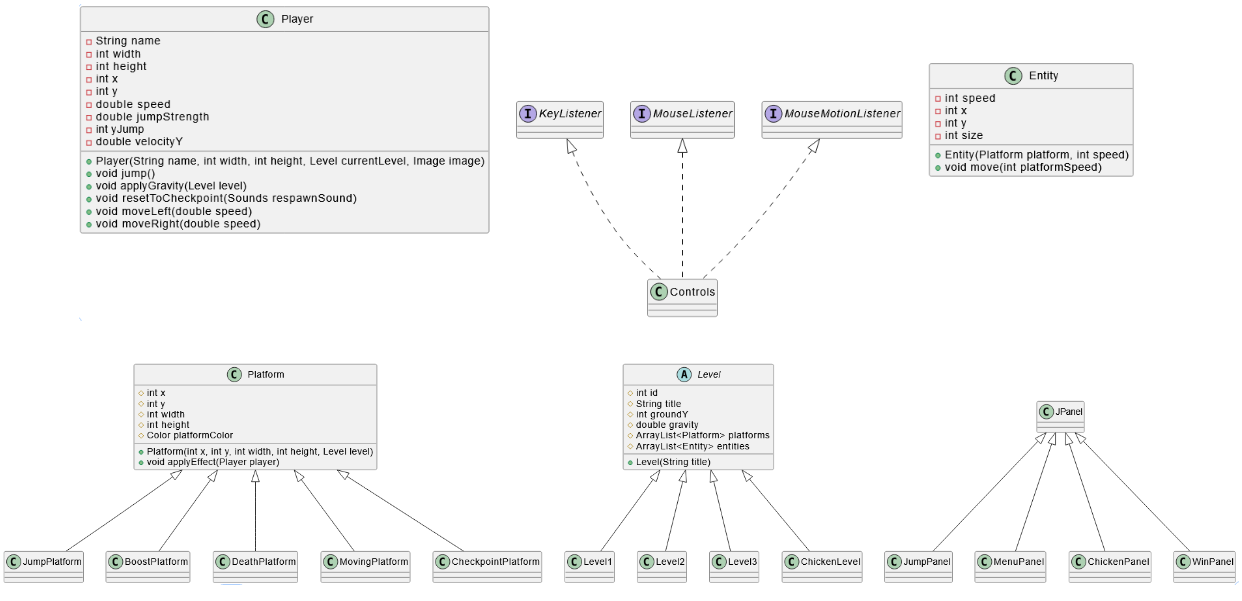 C Player
String name
int width
int height
int x
int y
double speed
double jumpStrength
int yJump
double velocityY
Player(String name, int width, int height, Level currentLevel, Image image)
void jump()
void applyGravity(Level level)
void resetToCheckpoint(Sounds respawnSound)
void moveLeft(double speed)
void moveRight(double speed)
I KeyListener
I MouseListener
I MouseMotionListener
C Controls
C Entity
int speed
int x
int y
int size
Entity(Platform platform, int speed)
void move(int platformSpeed)
C Platform
int x
int y
int width
int height
Color platformColor
Platform(int x, int y, int width, int height, Level level)
void applyEffect(Player player)
C JumpPlatform
C BoostPlatform
C DeathPlatform
C MovingPlatform
C CheckpointPlatform
A Level
int id
String title
int groundY
double gravity
ArrayList<Platform> platforms
ArrayList<Entity> entities
Level(String title)
C Level1
C Level2
C Level3
C ChickenLevel
C JPanel
C JumpPanel
C MenuPanel
C ChickenPanel
C WinPanel